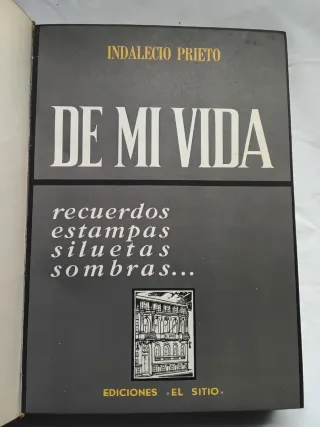 INDALECIO PRIETO
DE MI VIDA
recuerdos
estampas
siluetas
sombras...
EDICIONES "EL SITIO"